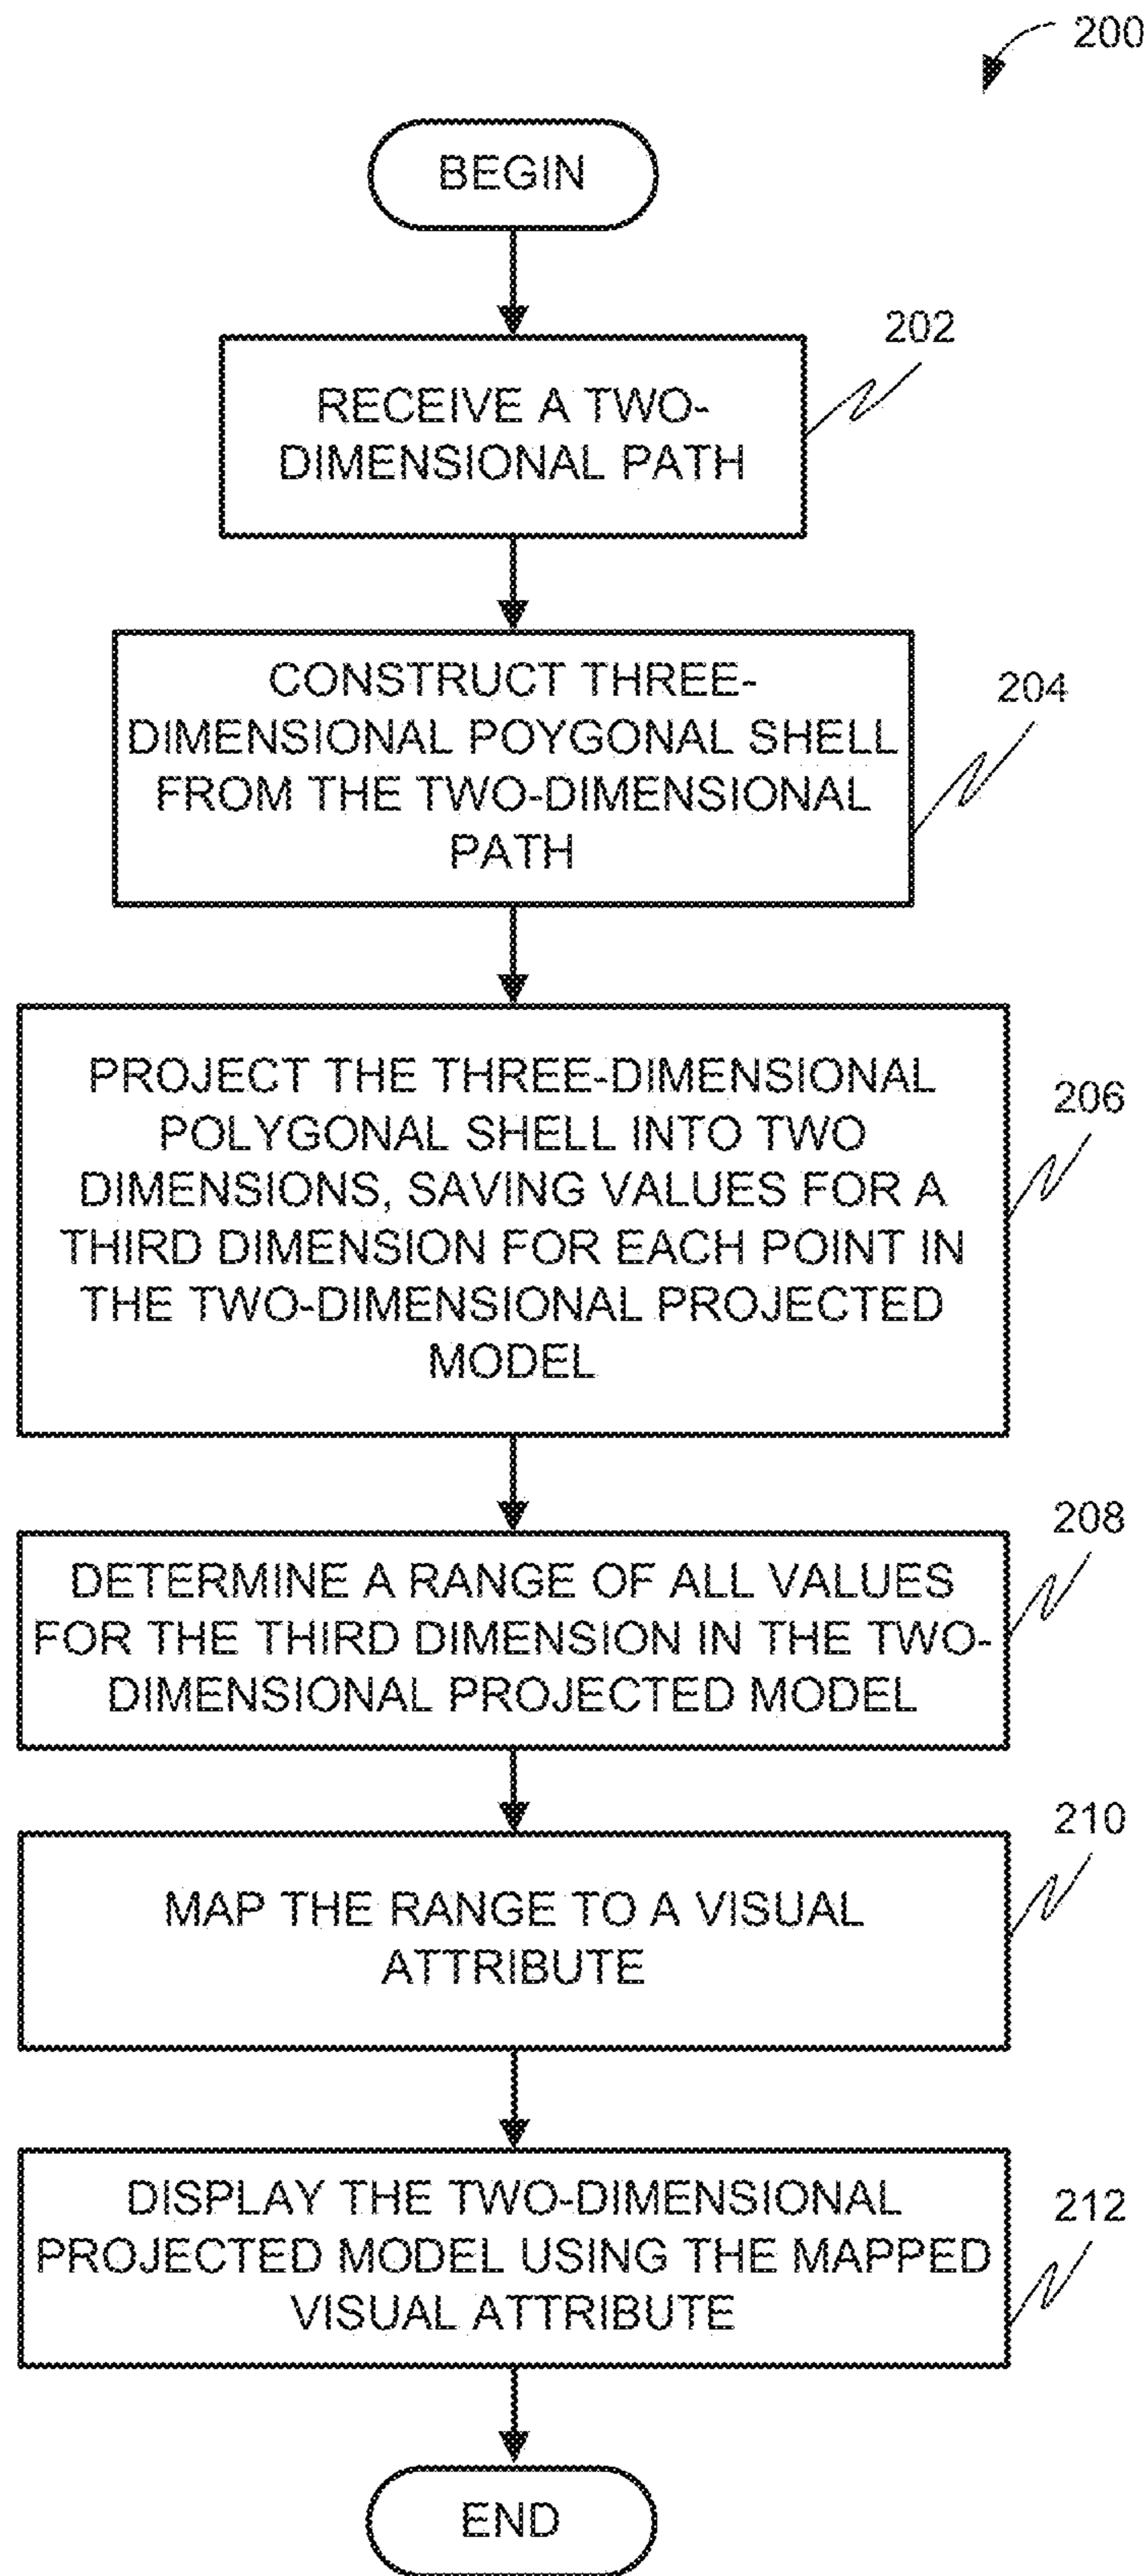 200
BEGIN
202
RECEIVE A TWO-
DIMENSIONAL PATH
204
CONSTRUCT THREE-
DIMENSIONAL POYGONAL SHELL
FROM THE TWO-DIMENSIONAL
PATH
206
PROJECT THE THREE-DIMENSIONAL
POLYGONAL SHELL INTO TWO
DIMENSIONS, SAVING VALUES FOR A
THIRD DIMENSION FOR EACH POINT IN
THE TWO-DIMENSIONAL PROJECTED
MODEL
208
DETERMINE A RANGE OF ALL VALUES
FOR THE THIRD DIMENSION IN THE TWO-
DIMENSIONAL PROJECTED MODEL
210
MAP THE RANGE TO A VISUAL
ATTRIBUTE
212
DISPLAY THE TWO-DIMENSIONAL
PROJECTED MODEL USING THE MAPPED
VISUAL ATTRIBUTE
END